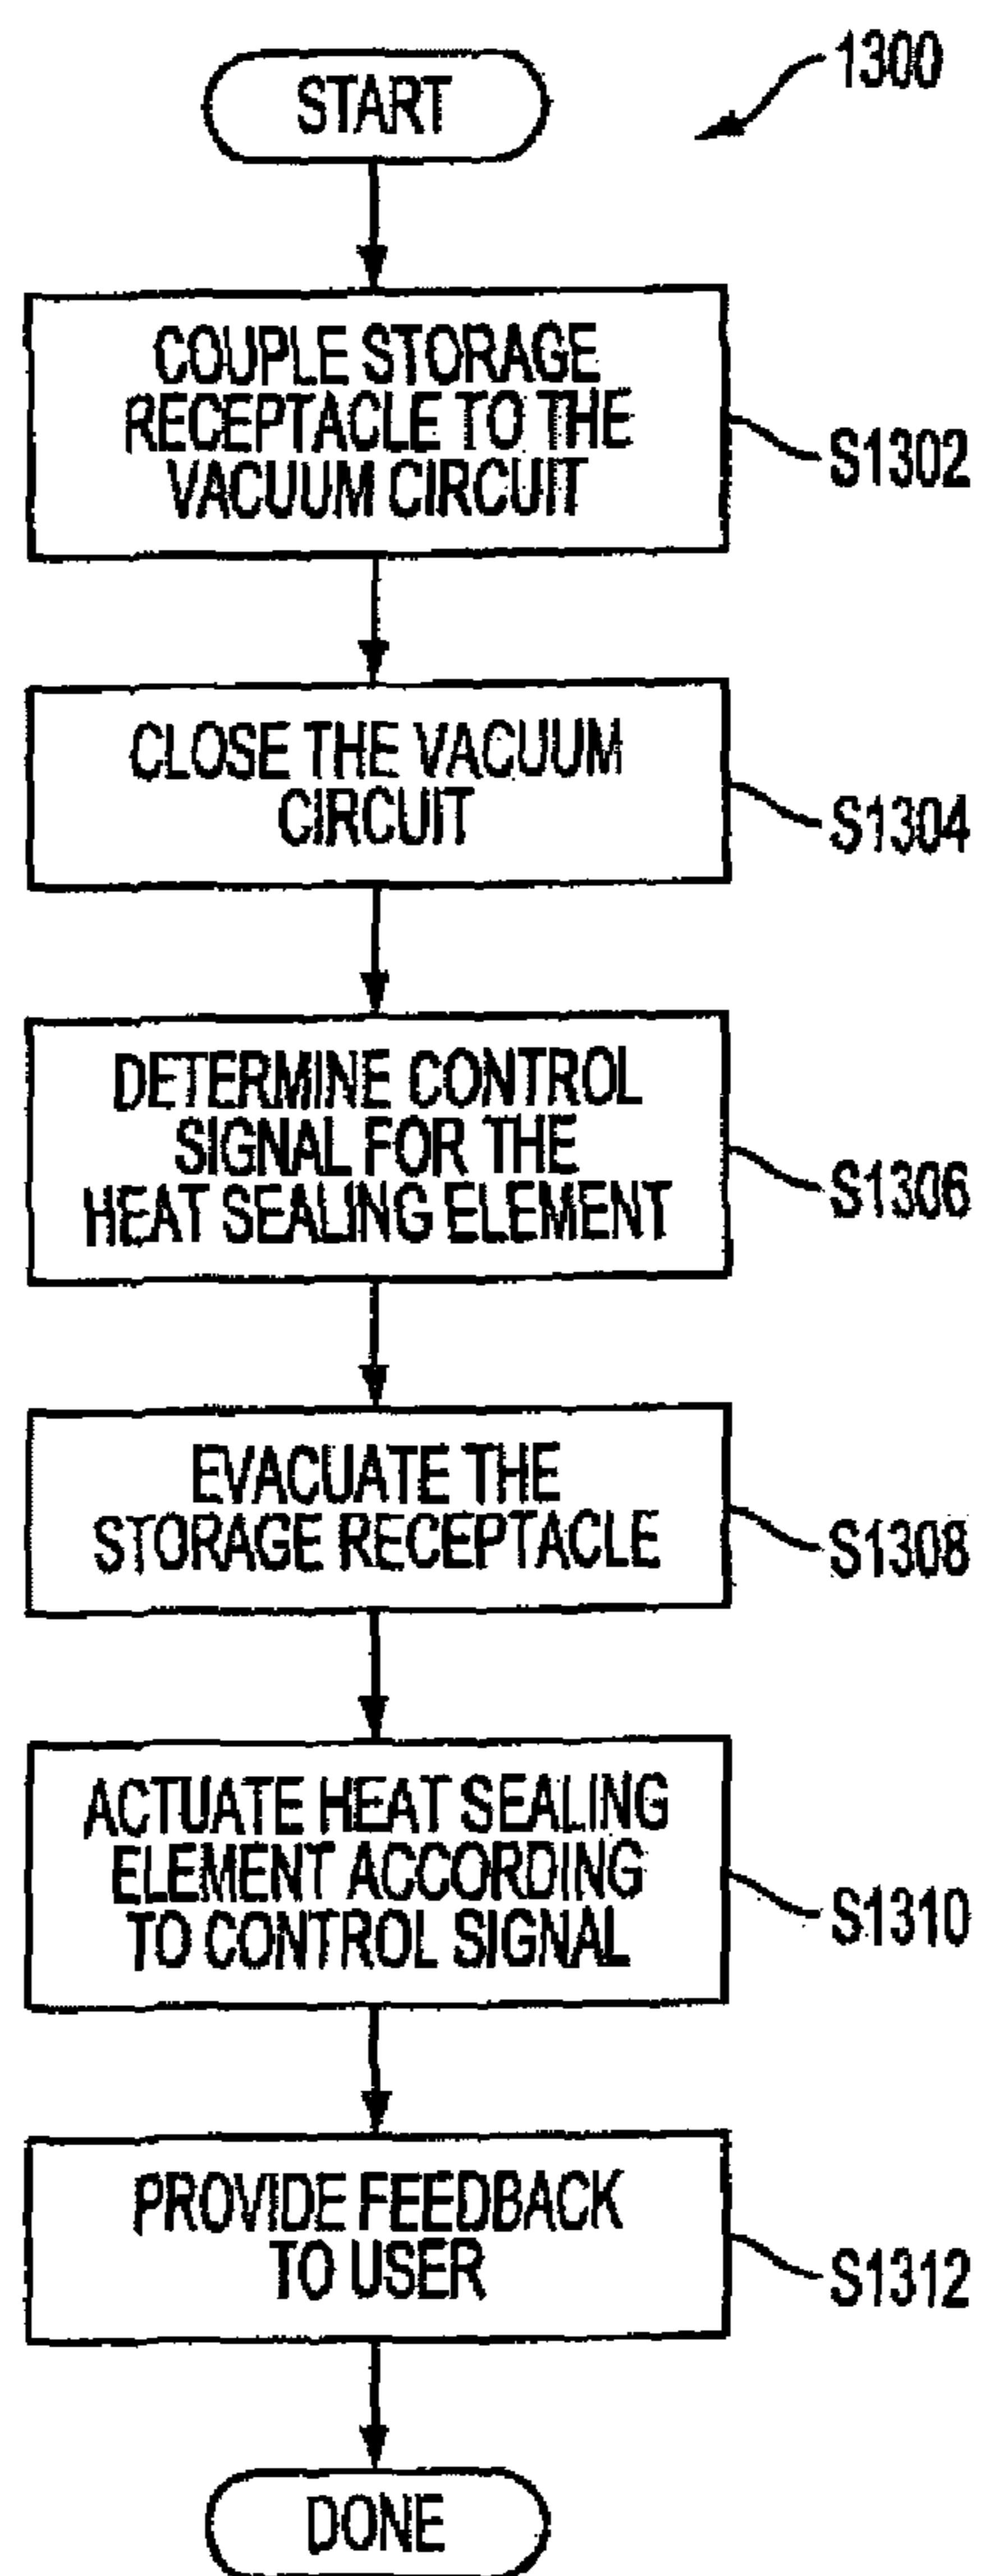 1300
START
COUPLE STORAGE
RECEPTACLE TO THE
VACUUM CIRCUIT
S1302
CLOSE THE VACUUM
CIRCUIT
S1304
DETERMINE CONTROL
SIGNAL FOR THE
HEAT SEALING ELEMENT
S1306
EVACUATE THE
STORAGE RECEPTACLE
S1308
ACTUATE HEAT SEALING
ELEMENT ACCORDING
TO CONTROL SIGNAL
S1310
PROVIDE FEEDBACK
TO USER
S1312
DONE